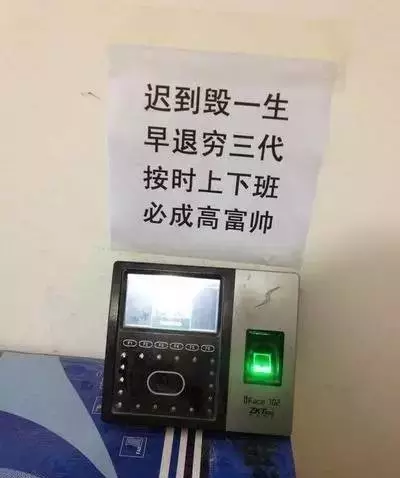 迟到毁一生
早退穷三代
按时上下班
必成高富帅
iFace 702
ZKTeco